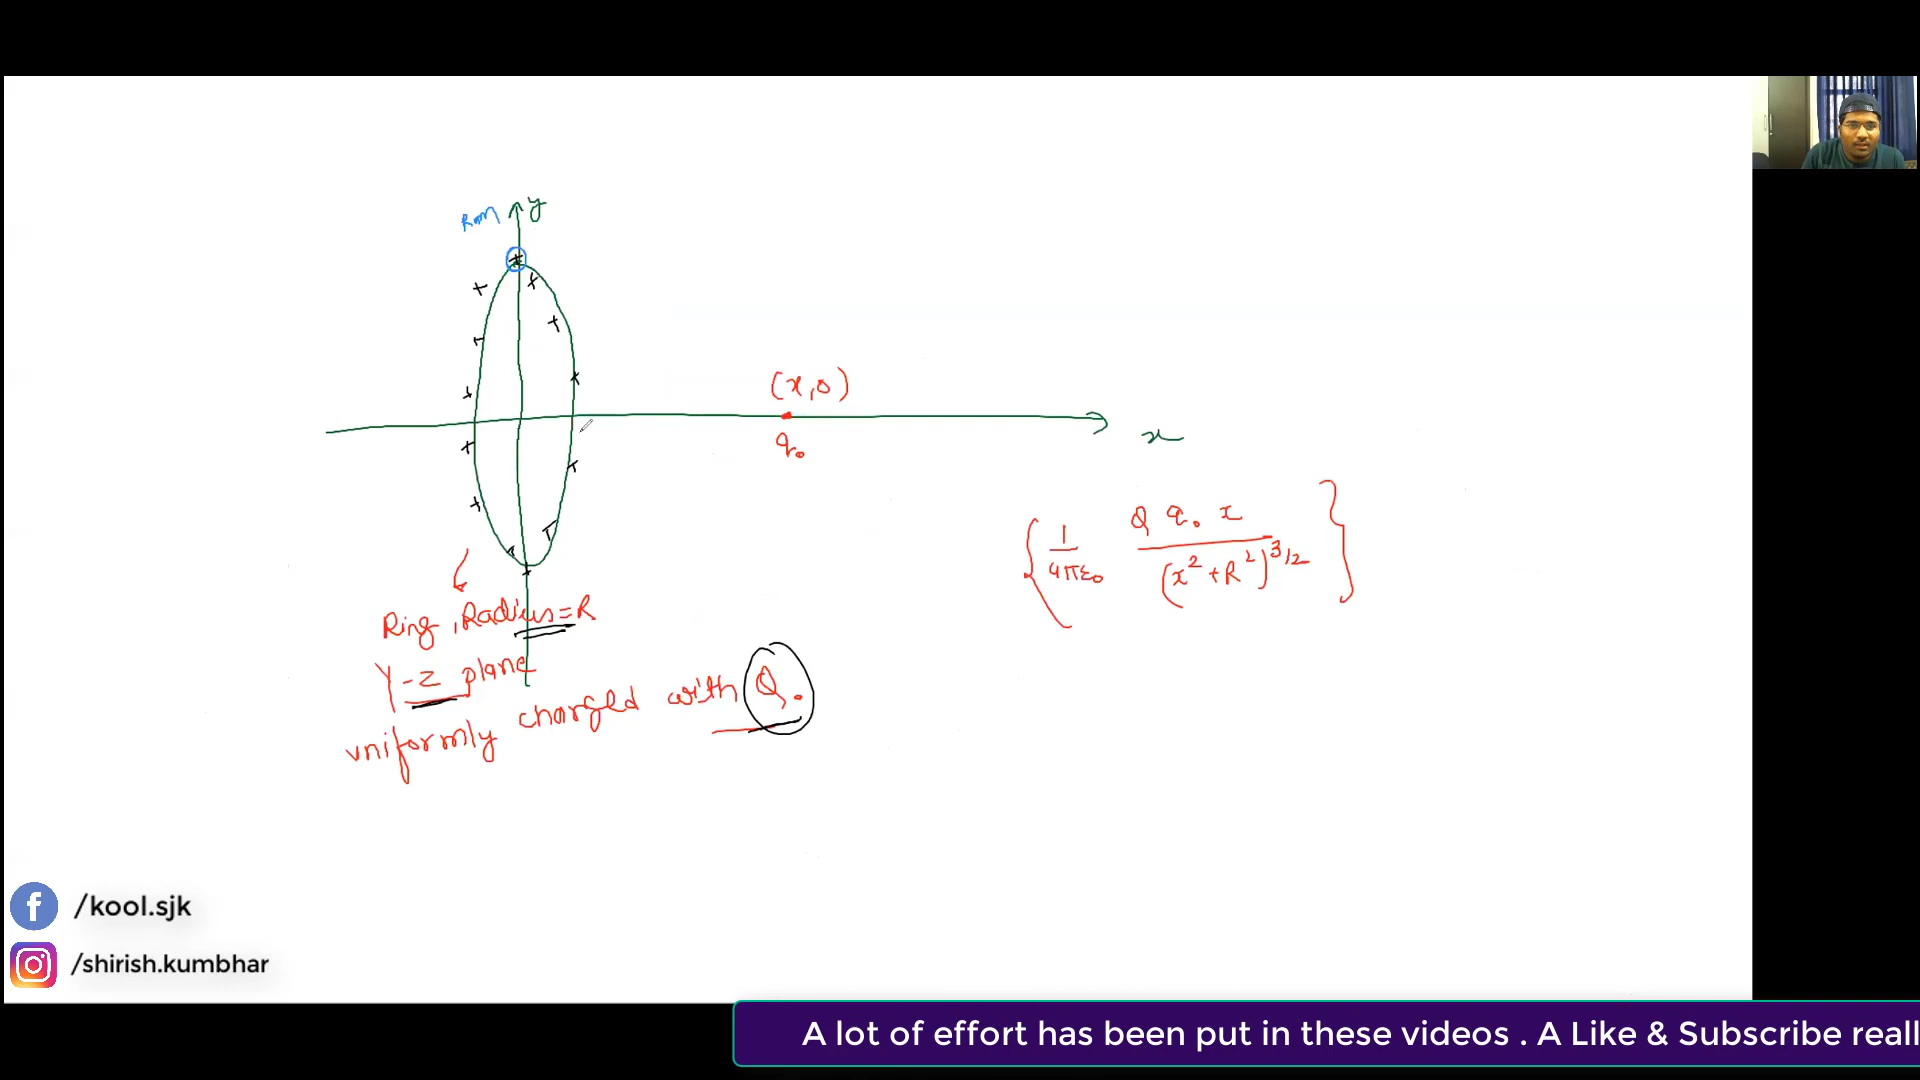 y
(x,0)
q₀
x
{ 1/4πε₀ Q q₀ x/(x²+R²)^3/2 }
Ring, Radius=R
Y-Z plane
uniformly charged with Q.
/kool.sjk
/shirish.kumbhar
A lot of effort has been put in these videos . A Like & Subscribe reall